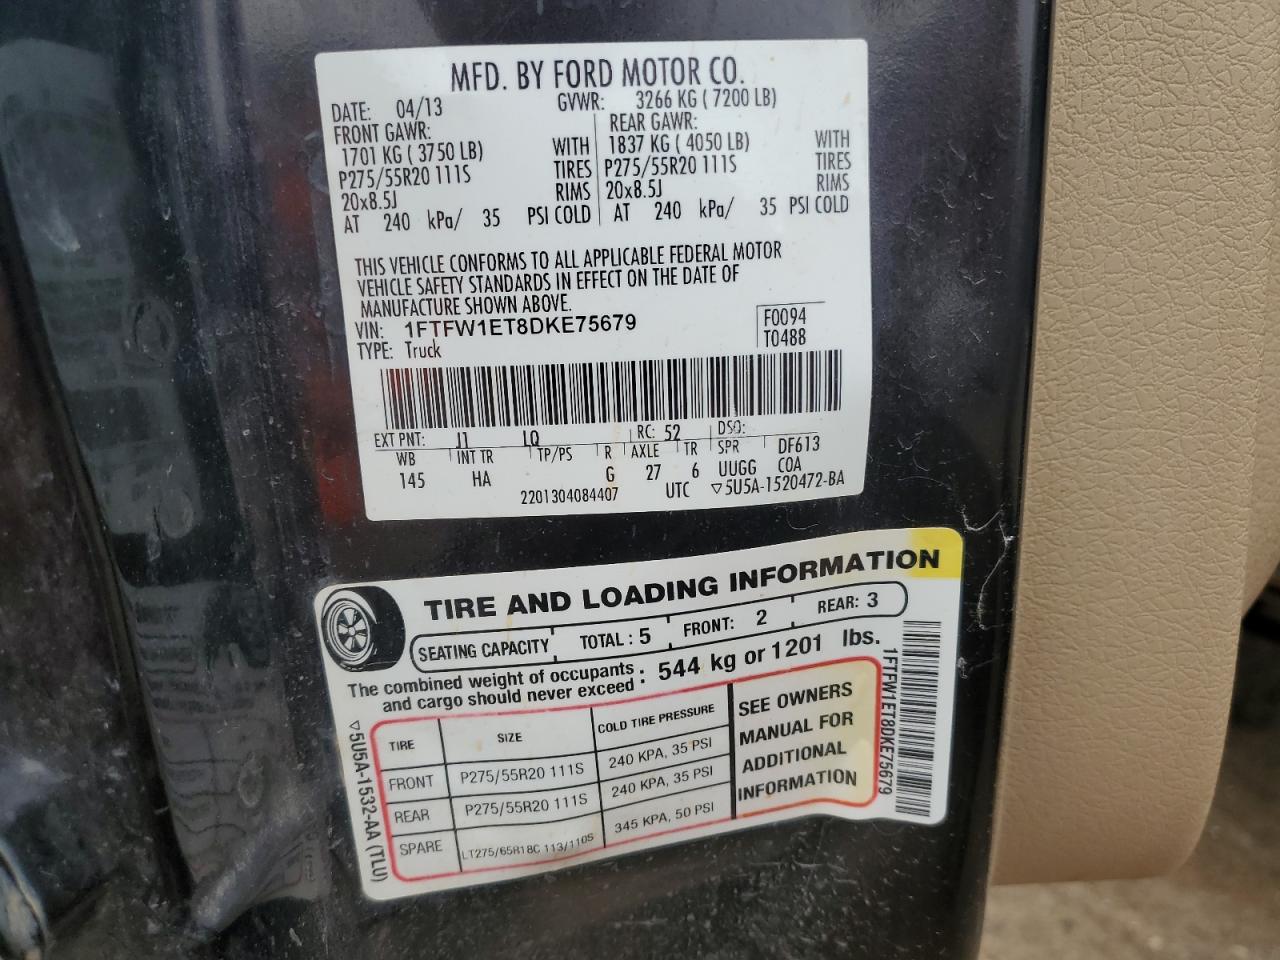 MFD. BY FORD MOTOR CO.
DATE: 04/13 GVWR: 3266 KG ( 7200 LB)
FRONT GAWR: REAR GAWR:
1701 KG ( 3750 LB) WITH 1837 KG ( 4050 LB) WITH
P275/55R20 111S TIRES P275/55R20 111S TIRES
20x8.5J RIMS 20x8.5J RIMS
AT 240 kPa/ 35 PSI COLD AT 240 kPa/ 35 PSI COLD
THIS VEHICLE CONFORMS TO ALL APPLICABLE FEDERAL MOTOR
VEHICLE SAFETY STANDARDS IN EFFECT ON THE DATE OF
MANUFACTURE SHOWN ABOVE.
VIN: 1FTFW1ET8DKE75679 F0094
TYPE: Truck T0488
EXT PNT: J1 LQ RC: 52 DSO:
WB INT TR TP/PS R AXLE TR SPR DF613
145 HA G 27 6 UUGG COA
2201304084407 UTC ▽5U5A-1520472-BA
TIRE AND LOADING INFORMATION
SEATING CAPACITY TOTAL: 5 FRONT: 2 REAR: 3
The combined weight of occupants
and cargo should never exceed : 544 kg or 1201 lbs.
TIRE SIZE COLD TIRE PRESSURE
FRONT P275/55R20 111S 240 KPA, 35 PSI
REAR P275/55R20 111S 240 KPA, 35 PSI
SPARE LT275/65R18C 113/110S 345 KPA, 50 PSI
SEE OWNERS
MANUAL FOR
ADDITIONAL
INFORMATION
▽5U5A-1532-AA (TLU)
1FTFW1ET8DKE75679